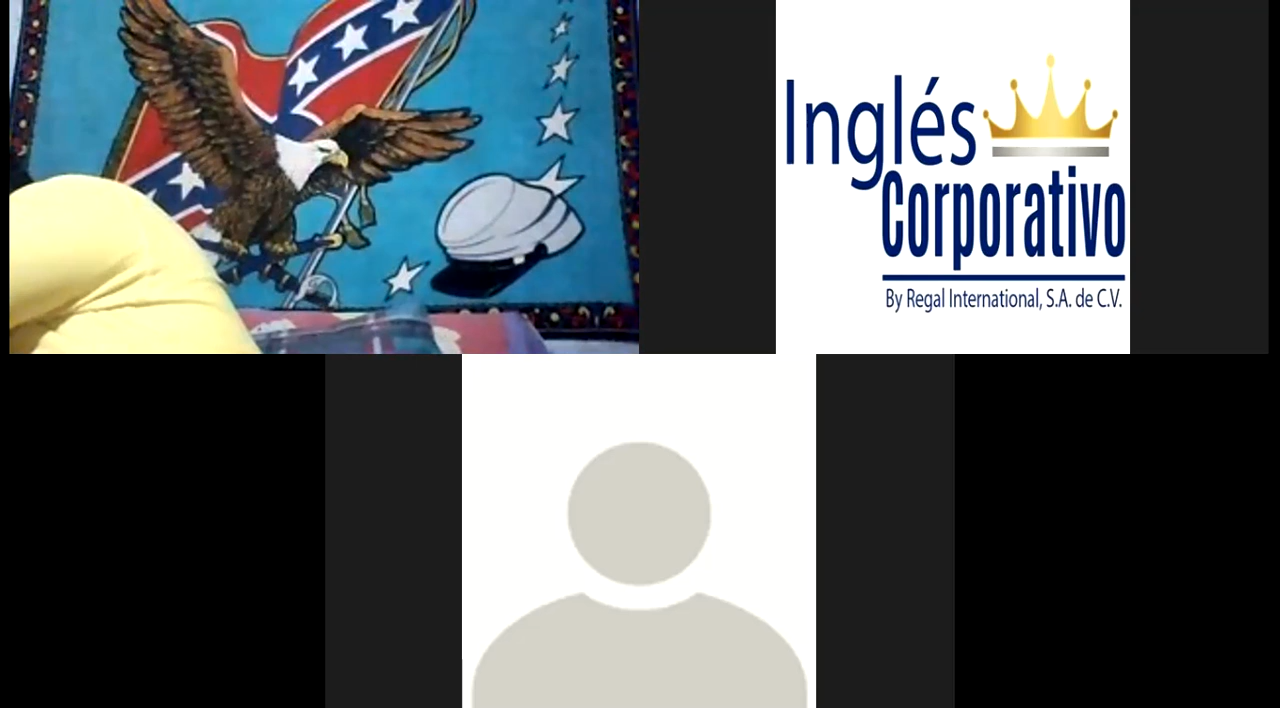 Inglés
Corporativo
By Regal International, S.A. de C.V.